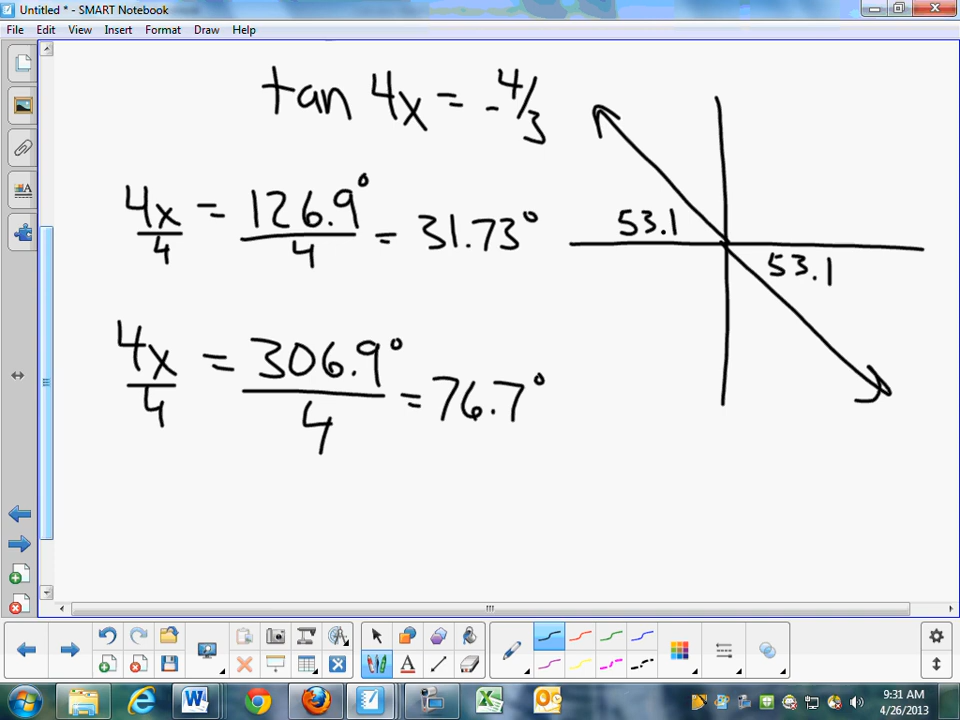 Untitled * - SMART Notebook
File Edit View Insert Format Draw Help
tan 4x = -4/3
4x/4 = 126.9°/4 = 31.73°
53.1
53.1
4x/4 = 306.9°/4 = 76.7°
9:31 AM
4/26/2013